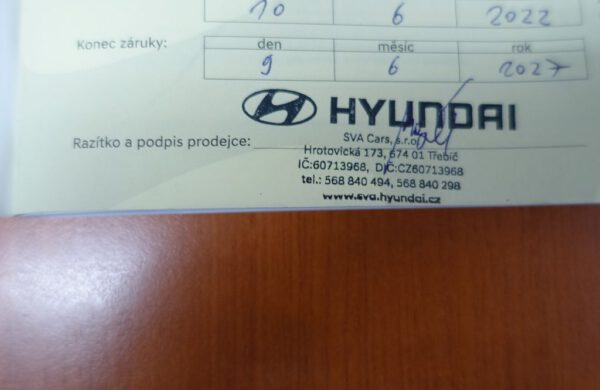 10 6 2022
Konec záruky: den měsíc rok
9 6 2027
HYUNDAI
Razítko a podpis prodejce:
SVA Cars, s.r.o.
Hrotovická 173, 674 01 Třebíč
IČ:60713968, DIČ:CZ60713968
tel.: 568 840 494, 568 840 298
www.sva.hyundai.cz